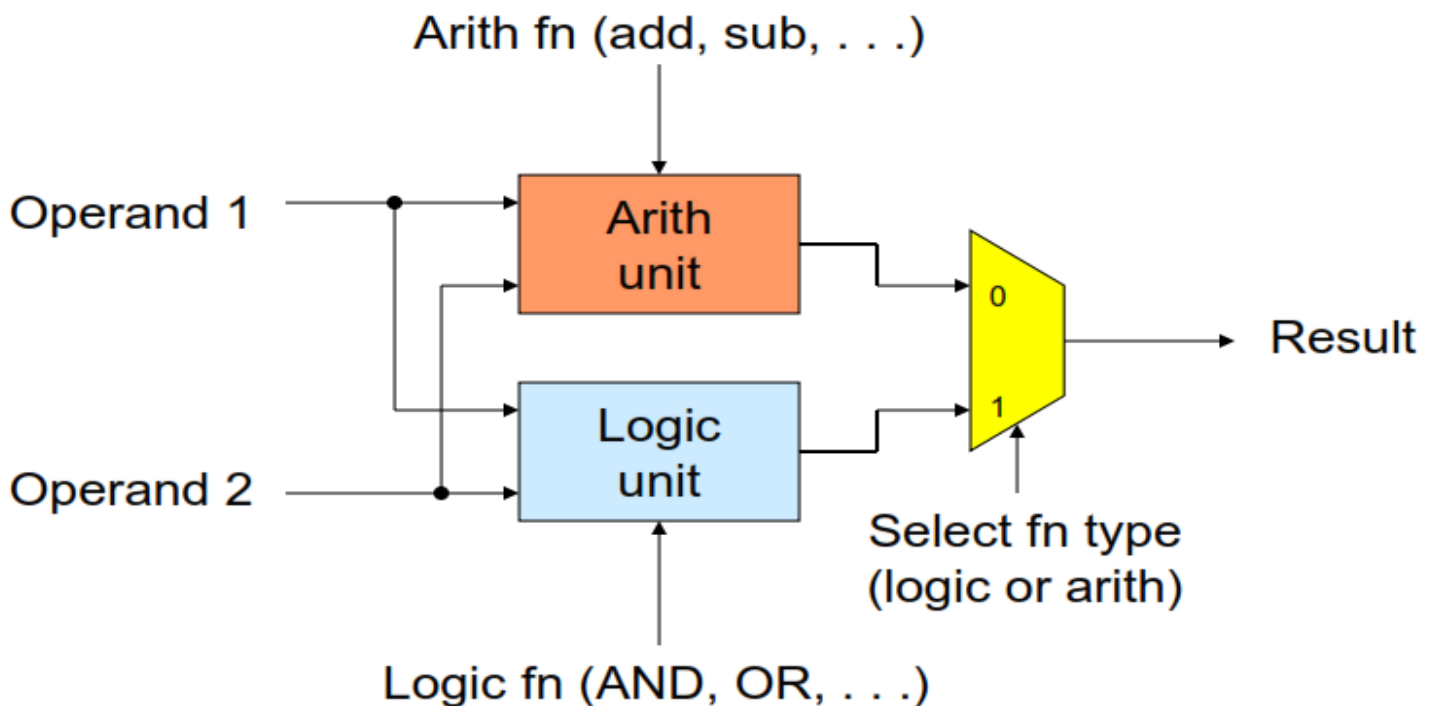 Arith fn (add, sub, . . .)
Operand 1
Arith
unit
0
Result
1
Logic
unit
Operand 2
Select fn type
(logic or arith)
Logic fn (AND, OR, . . .)